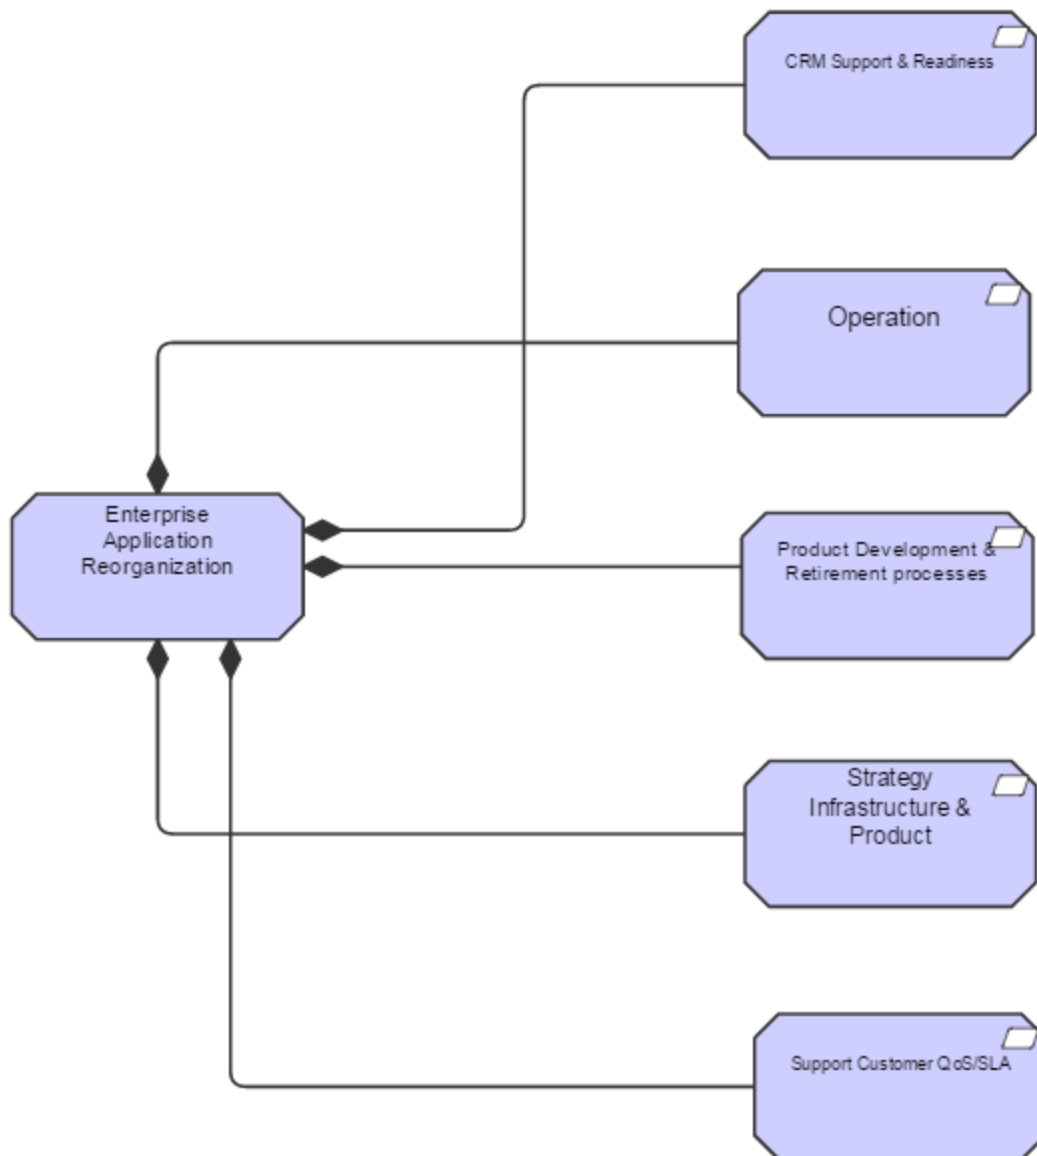 CRM Support & Readiness
Operation
Enterprise
Application
Reorganization
Product Development &
Retirement processes
Strategy
Infrastructure &
Product
Support Customer QoS/SLA